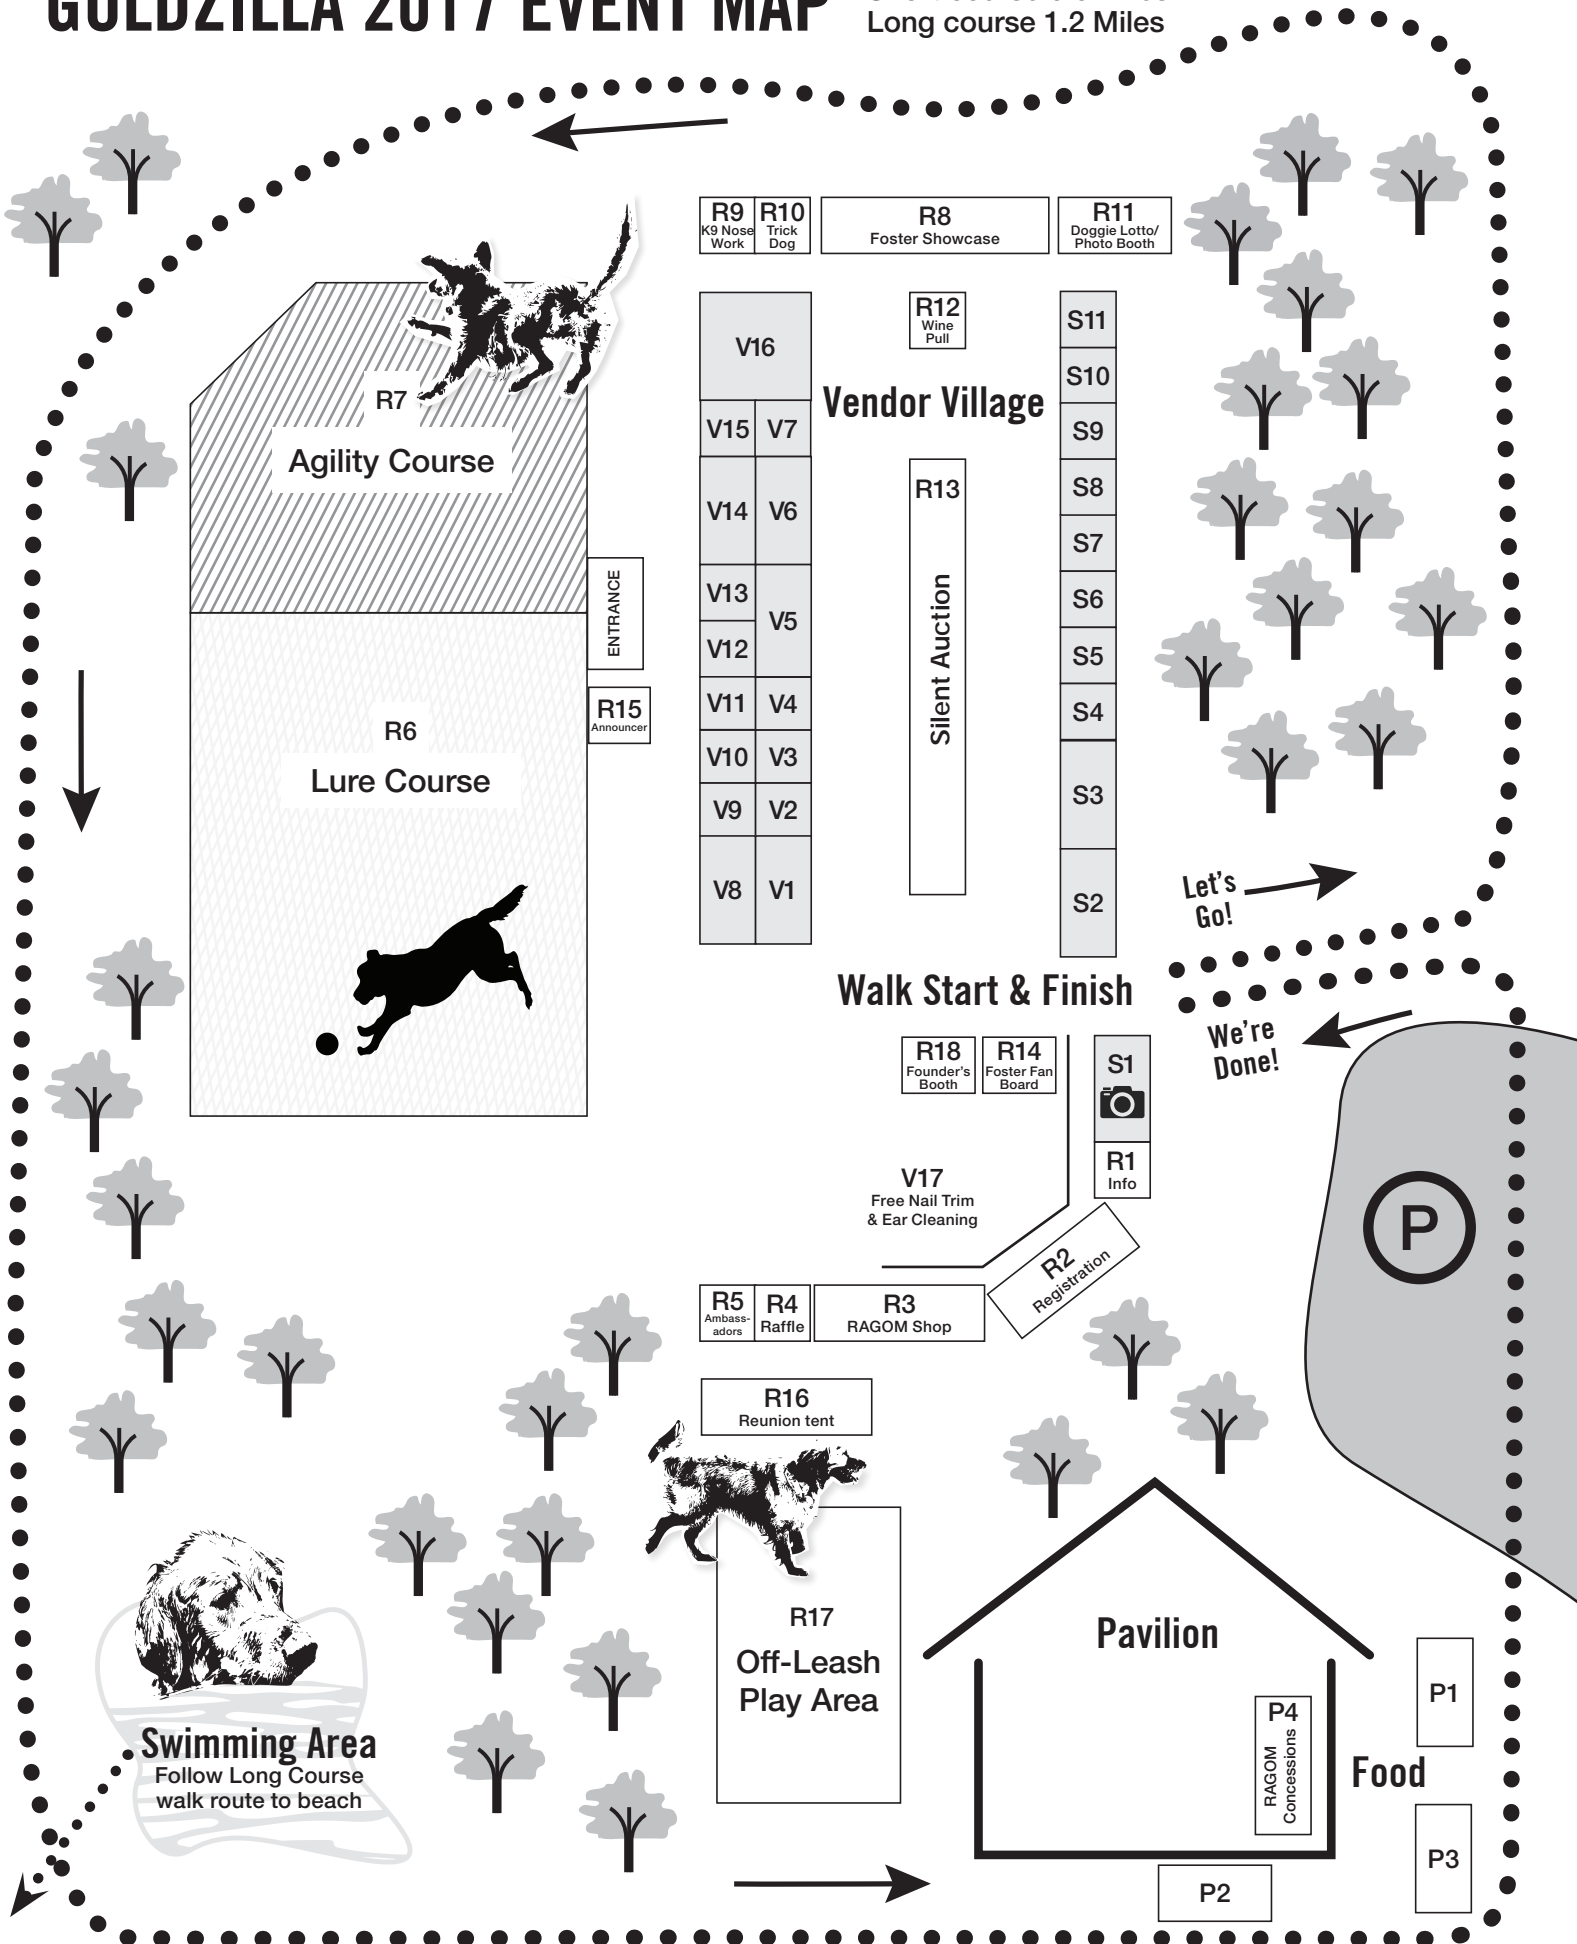 GOLDZILLA 2017 EVENT MAP
Long course 1.2 Miles
R9
K9 Nose
Work
R10
Trick
Dog
R8
Foster Showcase
R11
Doggie Lotto/
Photo Booth
R12
Wine
Pull
V16
S11
S10
Vendor Village
R7
Agility Course
V15
V7
S9
V14
V6
R13
Silent Auction
S8
S7
V13
V5
S6
ENTRANCE
V12
S5
R15
Announcer
V11
V4
S4
R6
Lure Course
V10
V3
S3
V9
V2
V8
V1
S2
Let's
Go!
Walk Start & Finish
We're
Done!
R18
Founder's
Booth
R14
Foster Fan
Board
S1
R1
Info
V17
Free Nail Trim
& Ear Cleaning
P
R2
Registration
R5
Ambass-
adors
R4
Raffle
R3
RAGOM Shop
R16
Reunion tent
R17
Off-Leash
Play Area
Pavilion
P1
P4
RAGOM
Concessions
Food
Swimming Area
Follow Long Course
walk route to beach
P3
P2